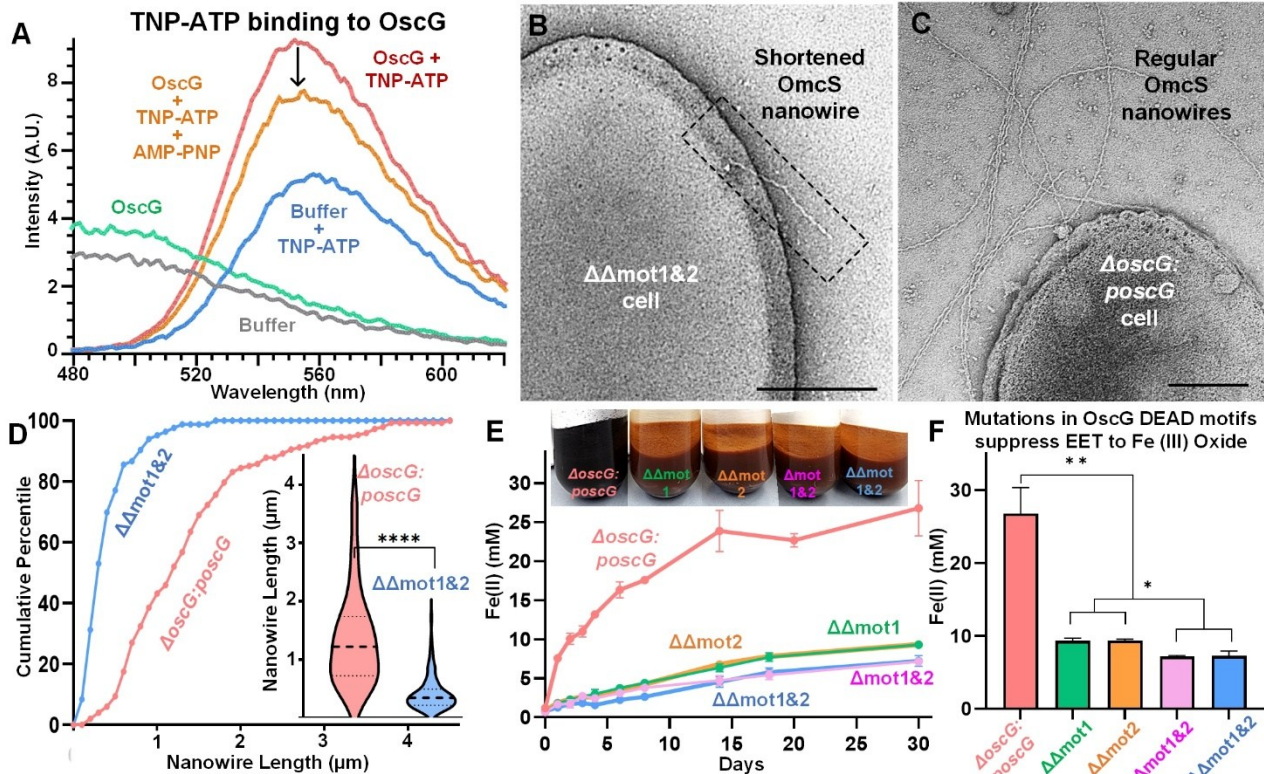 A
TNP-ATP binding to OscG
Intensity (A.U.)
8
6
4
2
0
OscG
+
TNP-ATP
+
AMP-PNP
OscG +
TNP-ATP
OscG
Buffer
+
TNP-ATP
Buffer
480
520
560
600
Wavelength (nm)
B
Shortened
OmcS
nanowire
ΔΔmot1&2
cell
C
Regular
OmcS
nanowires
ΔoscG:
poscG
cell
D
Cumulative Percentile
100
80
60
40
20
0
ΔΔmot1&2
ΔoscG:poscG
1
2
3
4
Nanowire Length (µm)
Nanowire Length (µm)
4
3
2
1
ΔoscG:
poscG
****
ΔΔmot1&2
E
ΔoscG:
poscG
ΔΔmot
1
ΔΔmot
2
Δmot
1&2
ΔΔmot
1&2
Fe(II) (mM)
30
25
20
15
10
5
0
ΔoscG:
poscG
ΔΔmot2
ΔΔmot1
ΔΔmot1&2
Δmot1&2
0
5
10
15
20
25
30
Days
F
Mutations in OscG DEAD motifs
suppress EET to Fe (III) Oxide
Fe(II)
(mM)
30
20
10
0
**
*
ΔoscG:
poscG
ΔΔmot1
ΔΔmot2
Δmot1&2
ΔΔmot1&2